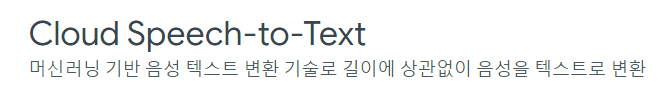 Cloud Speech-to-Text
머신러닝 기반 음성 텍스트 변환 기술로 길이에 상관없이 음성을 텍스트로 변환